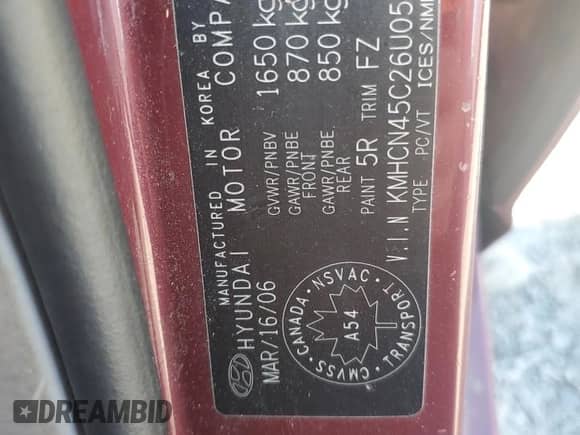 MANUFACTURED IN KOREA BY
HYUNDAI MOTOR COMPA
MAR/16/06
GVWR/PNBV 1650 kg
GAWR/PNBE FRONT 870 kg
GAWR/PNBE REAR 850 kg
PAINT 5R TRIM FZ
V.I.N KMHCN45C26U05
TYPE PC/VT ICES/NM
CANADA · NSVAC · TRANSPORT · CMVSS ·
A54
DREAMBID